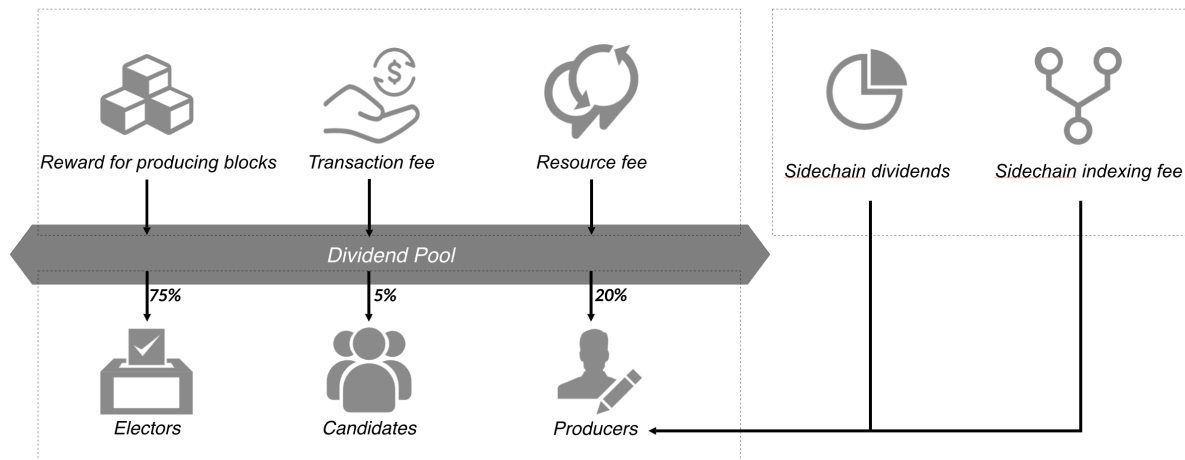 Reward for producing blocks
Transaction fee
Resource fee
Sidechain dividends
Sidechain indexing fee
Dividend Pool
75%
5%
20%
Electors
Candidates
Producers
$